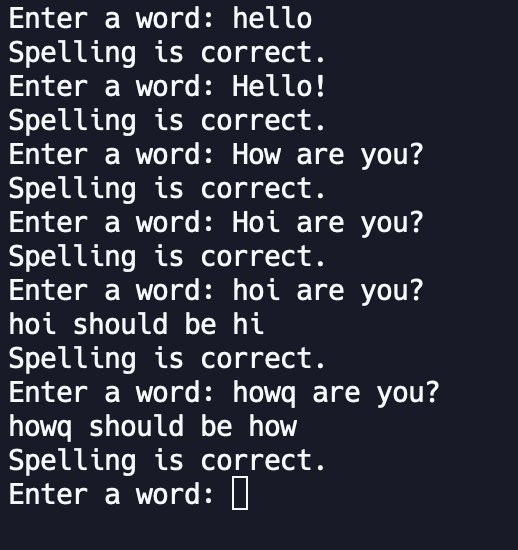 Enter a word: hello
Spelling is correct.
Enter a word: Hello!
Spelling is correct.
Enter a word: How are you?
Spelling is correct.
Enter a word: Hoi are you?
Spelling is correct.
Enter a word: hoi are you?
hoi should be hi
Spelling is correct.
Enter a word: howq are you?
howq should be how
Spelling is correct.
Enter a word: